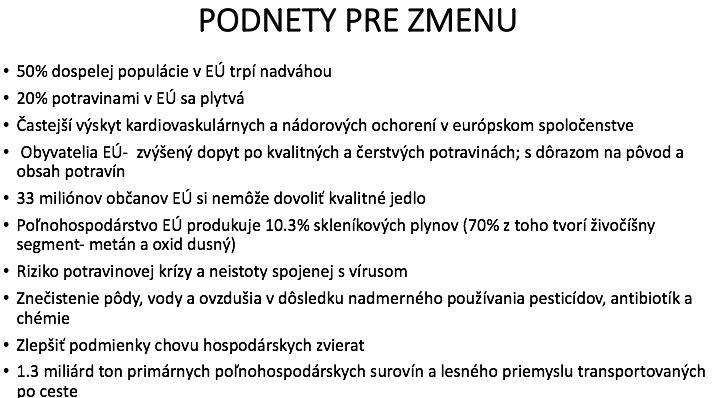 PODNETY PRE ZMENU
• 50% dospelej populácie v EÚ trpí nadváhou
• 20% potravinami v EÚ sa plytvá
• Častejší výskyt kardiovaskulárnych a nádorových ochorení v európskom spoločenstve
• Obyvatelia EÚ- zvýšený dopyt po kvalitných a čerstvých potravinách; s dôrazom na pôvod a
obsah potravín
• 33 miliónov občanov EÚ si nemôže dovoliť kvalitné jedlo
• Poľnohospodárstvo EÚ produkuje 10.3% skleníkových plynov (70% z toho tvorí živočíšny
segment- metán a oxid dusný)
• Riziko potravinovej krízy a neistoty spojenej s vírusom
• Znečistenie pôdy, vody a ovzdušia v dôsledku nadmerného používania pesticídov, antibiotík a
chémie
• Zlepšiť podmienky chovu hospodárskych zvierat
• 1.3 miliárd ton primárnych poľnohospodárskych surovín a lesného priemyslu transportovaných
po ceste